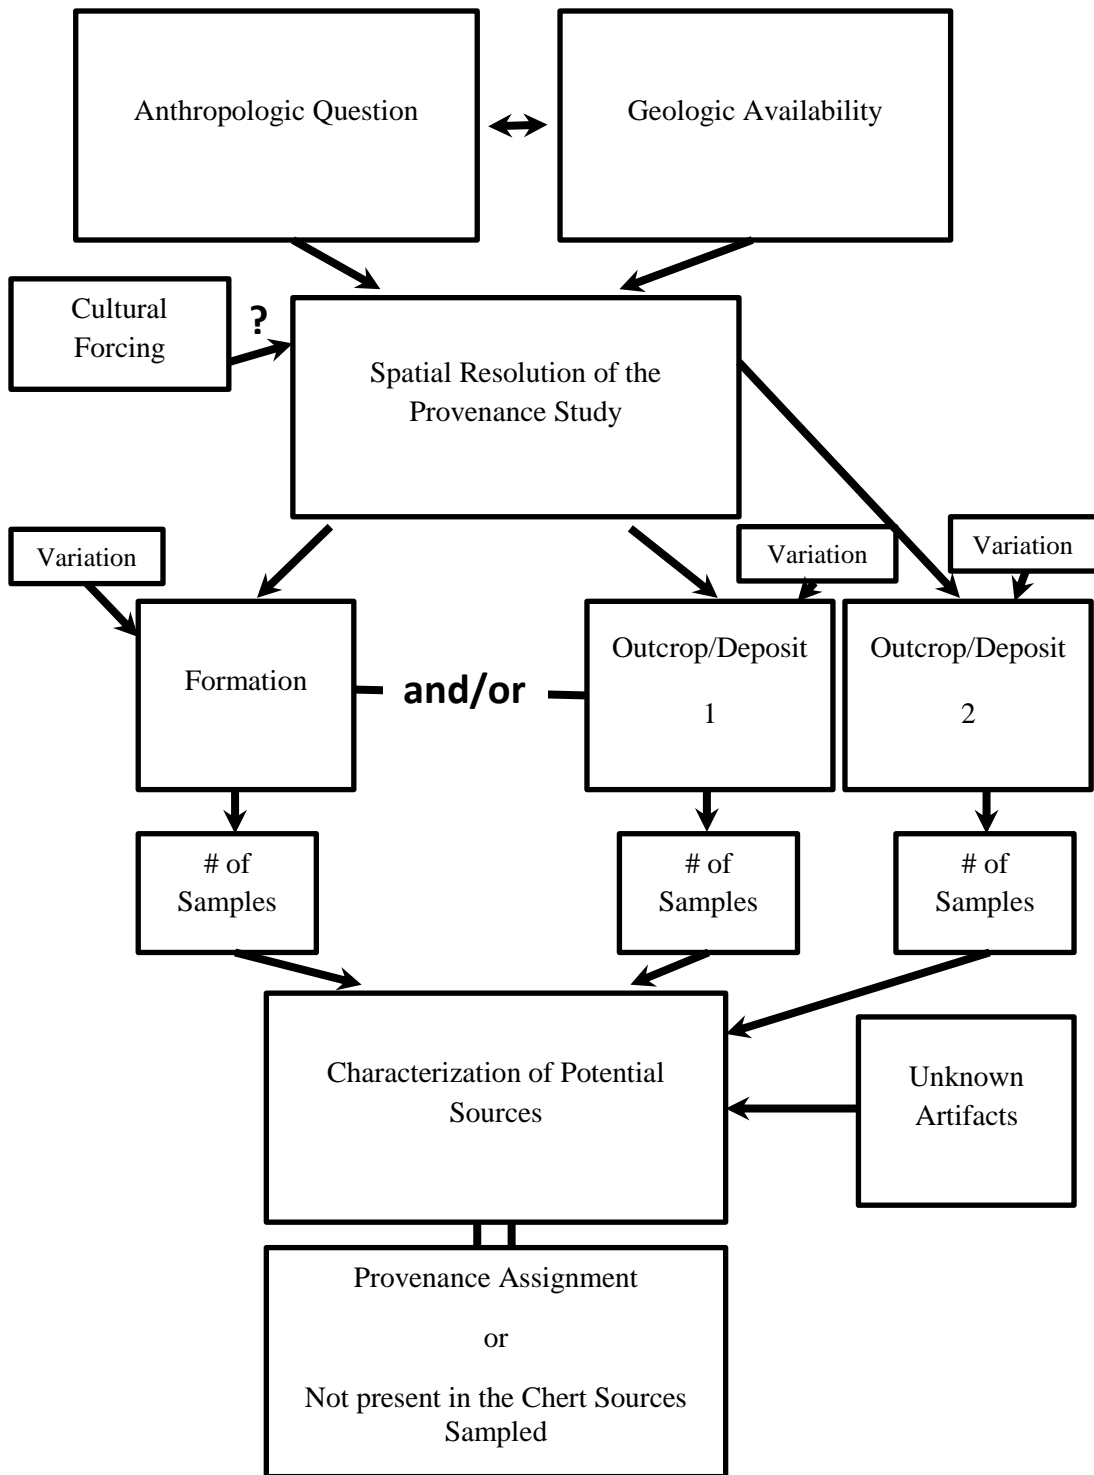 Anthropologic Question
Geologic Availability
Cultural
Forcing
?
Spatial Resolution of the
Provenance Study
Variation
Variation
Variation
Formation
and/or
Outcrop/Deposit
1
Outcrop/Deposit
2
# of
Samples
# of
Samples
# of
Samples
Characterization of Potential
Sources
Unknown
Artifacts
Provenance Assignment
or
Not present in the Chert Sources
Sampled